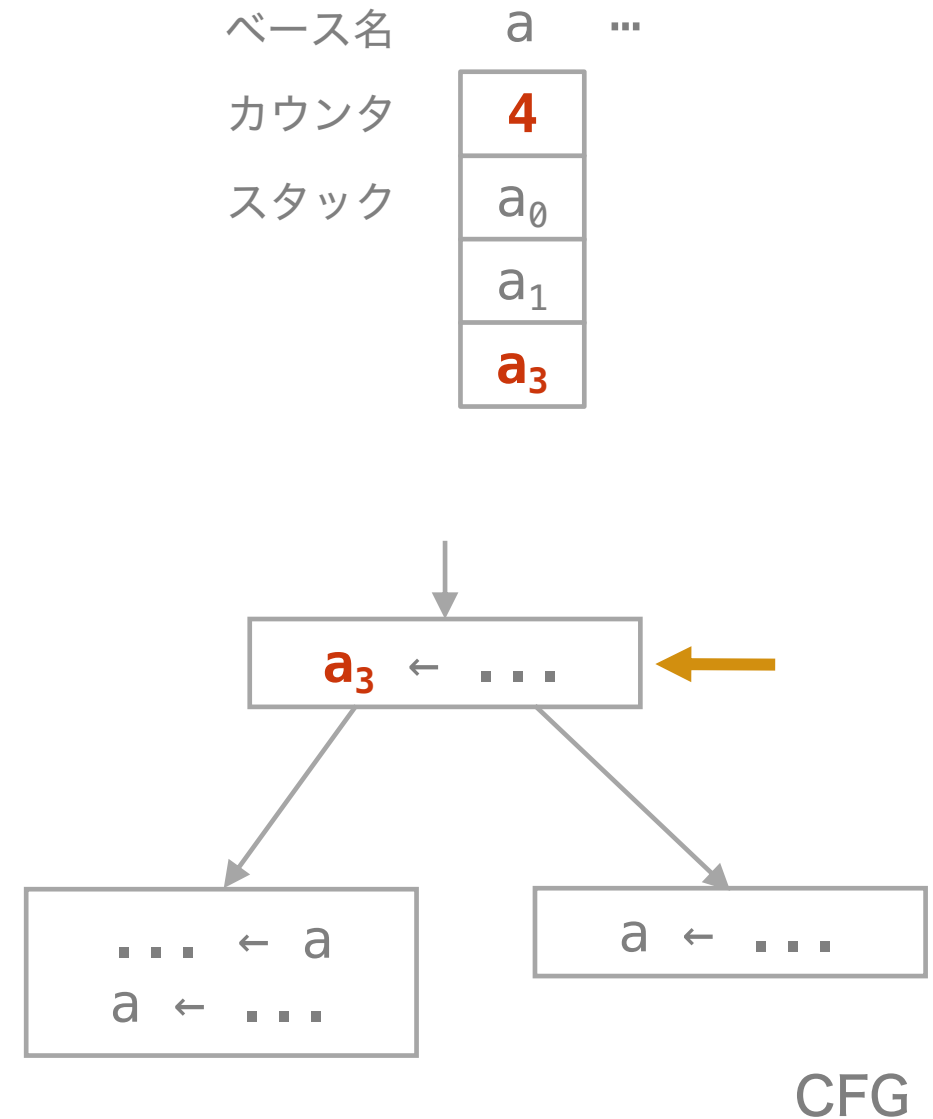 ベース名 a …
カウンタ 4
スタック a₀
a₁
a₃
a₃ ← ...
... ← a
a ← ...
a ← ...
CFG